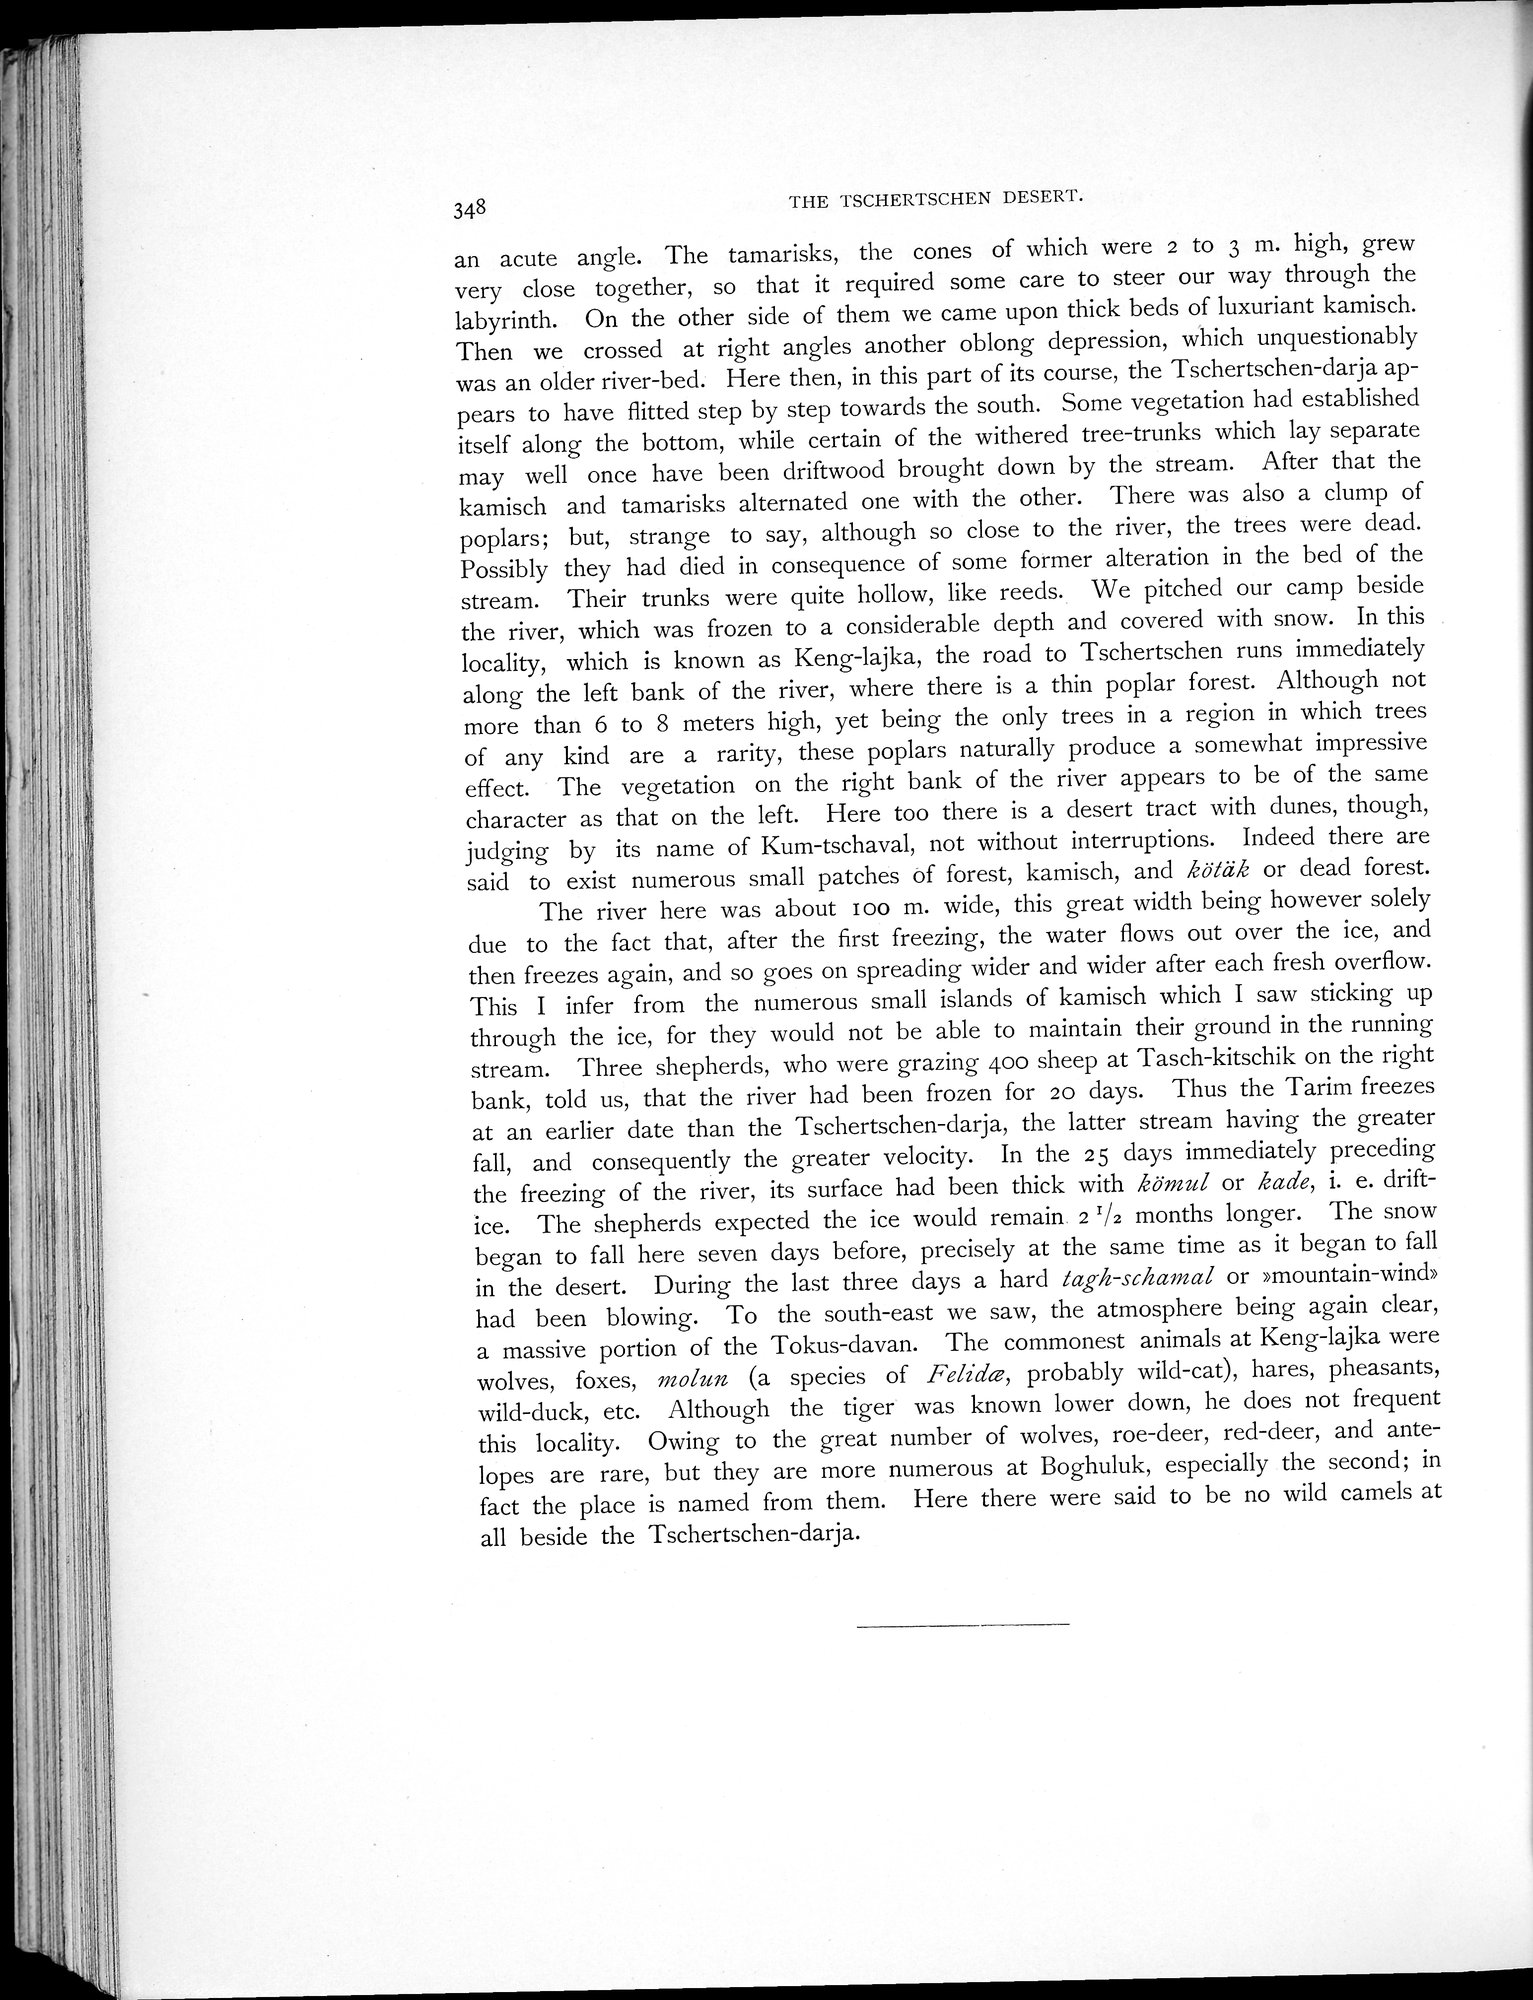 348
THE TSCHERTSCHEN DESERT.
an acute angle. The tamarisks, the cones of which were 2 to 3 m. high, grew
very close together, so that it required some care to steer our way through the
labyrinth. On the other side of them we came upon thick beds of luxuriant kamisch.
Then we crossed at right angles another oblong depression, which unquestionably
was an older river-bed. Here then, in this part of its course, the Tschertschen-darja ap-
pears to have flitted step by step towards the south. Some vegetation had established
itself along the bottom, while certain of the withered tree-trunks which lay separate
may well once have been driftwood brought down by the stream. After that the
kamisch and tamarisks alternated one with the other. There was also a clump of
poplars; but, strange to say, although so close to the river, the trees were dead.
Possibly they had died in consequence of some former alteration in the bed of the
stream. Their trunks were quite hollow, like reeds. We pitched our camp beside
the river, which was frozen to a considerable depth and covered with snow. In this
locality, which is known as Keng-lajka, the road to Tschertschen runs immediately
along the left bank of the river, where there is a thin poplar forest. Although not
more than 6 to 8 meters high, yet being the only trees in a region in which trees
of any kind are a rarity, these poplars naturally produce a somewhat impressive
effect. The vegetation on the right bank of the river appears to be of the same
character as that on the left. Here too there is a desert tract with dunes, though,
judging by its name of Kum-tschaval, not without interruptions. Indeed there are
said to exist numerous small patches of forest, kamisch, and kötäk or dead forest.
The river here was about 100 m. wide, this great width being however solely
due to the fact that, after the first freezing, the water flows out over the ice, and
then freezes again, and so goes on spreading wider and wider after each fresh overflow.
This I infer from the numerous small islands of kamisch which I saw sticking up
through the ice, for they would not be able to maintain their ground in the running
stream. Three shepherds, who were grazing 400 sheep at Tasch-kitschik on the right
bank, told us, that the river had been frozen for 20 days. Thus the Tarim freezes
at an earlier date than the Tschertschen-darja, the latter stream having the greater
fall, and consequently the greater velocity. In the 25 days immediately preceding
the freezing of the river, its surface had been thick with kömul or kade, i. e. drift-
ice. The shepherds expected the ice would remain 2 1/2 months longer. The snow
began to fall here seven days before, precisely at the same time as it began to fall
in the desert. During the last three days a hard tagh-schamal or »mountain-wind»
had been blowing. To the south-east we saw, the atmosphere being again clear,
a massive portion of the Tokus-davan. The commonest animals at Keng-lajka were
wolves, foxes, molun (a species of Felidæ, probably wild-cat), hares, pheasants,
wild-duck, etc. Although the tiger was known lower down, he does not frequent
this locality. Owing to the great number of wolves, roe-deer, red-deer, and ante-
lopes are rare, but they are more numerous at Boghuluk, especially the second; in
fact the place is named from them. Here there were said to be no wild camels at
all beside the Tschertschen-darja.